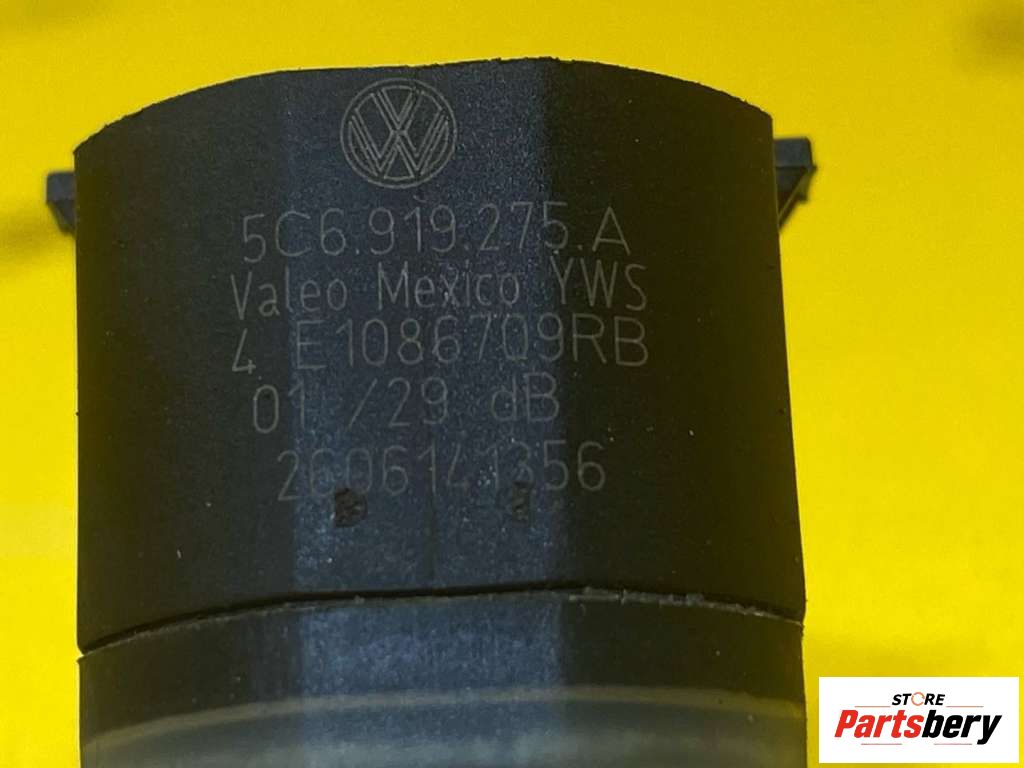 5C6.919.275.A
Valeo Mexico YWS
4 E1086709RB
01 /29 dB
2606141356
STORE
Partsbery